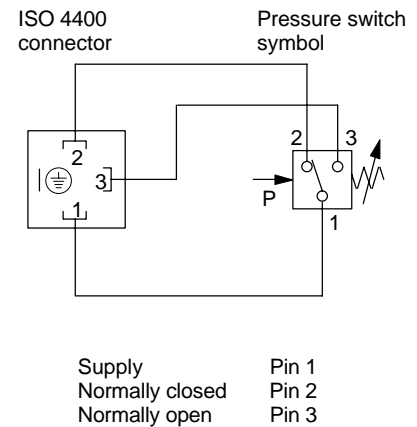 ISO 4400 connector
Pressure switch symbol
2
3
1
2 3
P
1
Supply Pin 1
Normally closed Pin 2
Normally open Pin 3